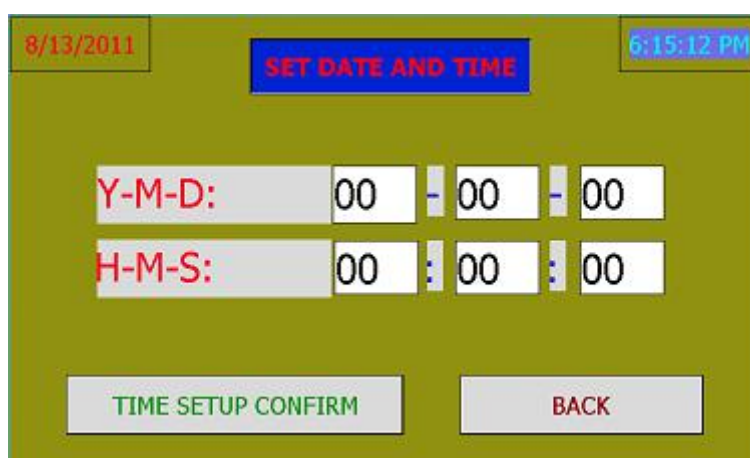 8/13/2011
6:15:12 PM
SET DATE AND TIME
Y-M-D: 00 - 00 - 00
H-M-S: 00 : 00 : 00
TIME SETUP CONFIRM
BACK